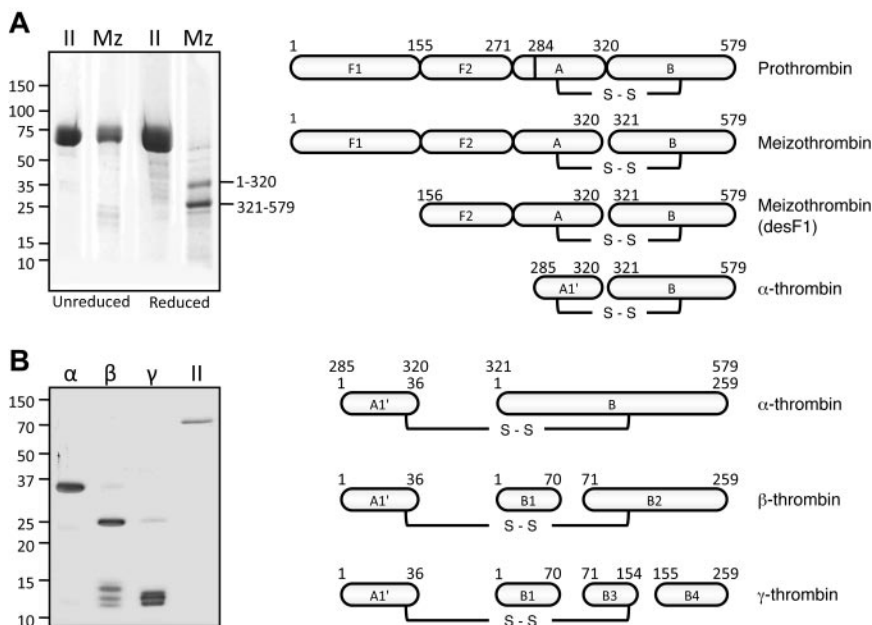 A
II Mz II Mz
150
100
75
50
35
25
15
10
1–320
321–579
Unreduced Reduced
1 155 271 284 320 579
F1 F2 A B
S - S
Prothrombin
1 320 321 579
F1 F2 A B
S - S
Meizothrombin
156 320 321 579
F2 A B
S - S
Meizothrombin
(desF1)
285 320 321 579
A1' B
S - S
α-thrombin
B
α β γ II
150
70
50
37
25
20
15
10
285 320 321 579
1 36 1 259
A1' B
S - S
α-thrombin
1 36 1 70 71 259
A1' B1 B2
S - S
β-thrombin
1 36 1 70 71 154 155 259
A1' B1 B3 B4
S - S
γ-thrombin